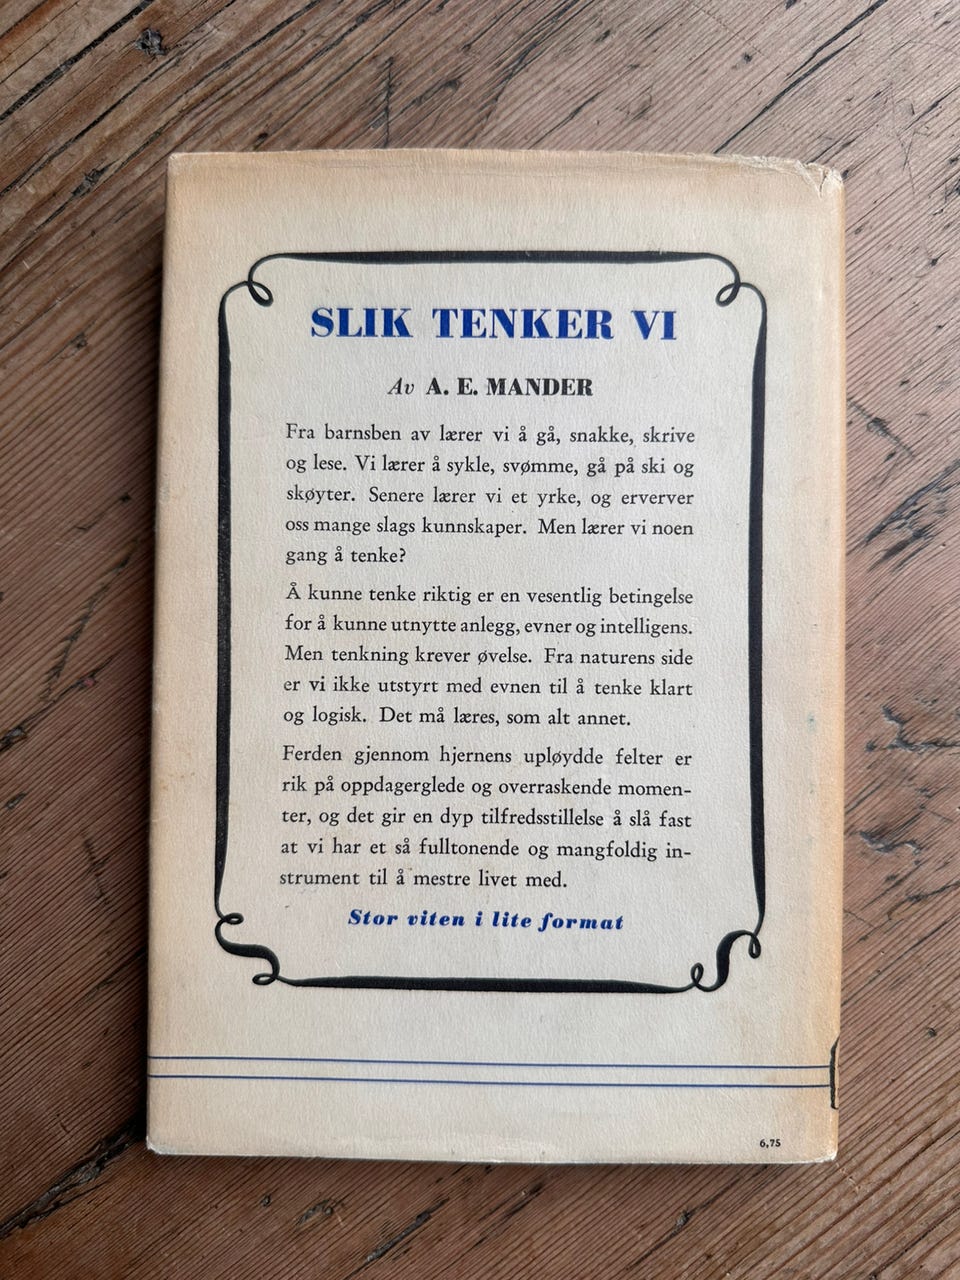 SLIK TENKER VI
Av A. E. MANDER
Fra barnsben av lærer vi å gå, snakke, skrive
og lese. Vi lærer å sykle, svømme, gå på ski og
skøyter. Senere lærer vi et yrke, og erverver
oss mange slags kunnskaper. Men lærer vi noen
gang å tenke?
Å kunne tenke riktig er en vesentlig betingelse
for å kunne utnytte anlegg, evner og intelligens.
Men tenkning krever øvelse. Fra naturens side
er vi ikke utstyrt med evnen til å tenke klart
og logisk. Det må læres, som alt annet.
Ferden gjennom hjernens upløydde felter er
rik på oppdagerglede og overraskende momen-
ter, og det gir en dyp tilfredsstillelse å slå fast
at vi har et så fulltonende og mangfoldig in-
strument til å mestre livet med.
Stor viten i lite format
6,75